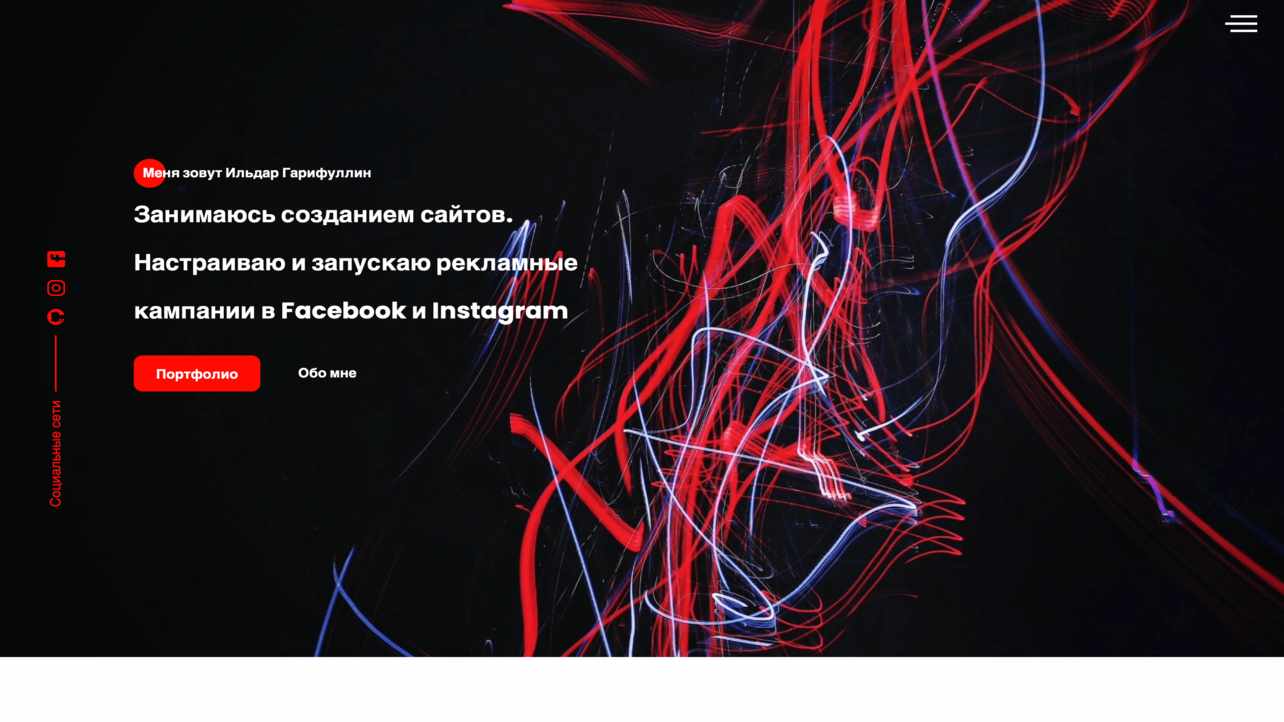 Меня зовут Ильдар Гарифуллин
Занимаюсь созданием сайтов.
Настраиваю и запускаю рекламные
кампании в Facebook и Instagram
Портфолио
Обо мне
Социальные сети